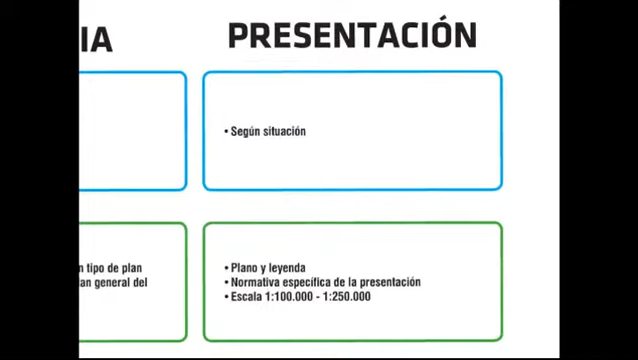 IA
PRESENTACIÓN
• Según situación
n tipo de plan
lan general del
• Plano y leyenda
• Normativa específica de la presentación
• Escala 1:100.000 - 1:250.000